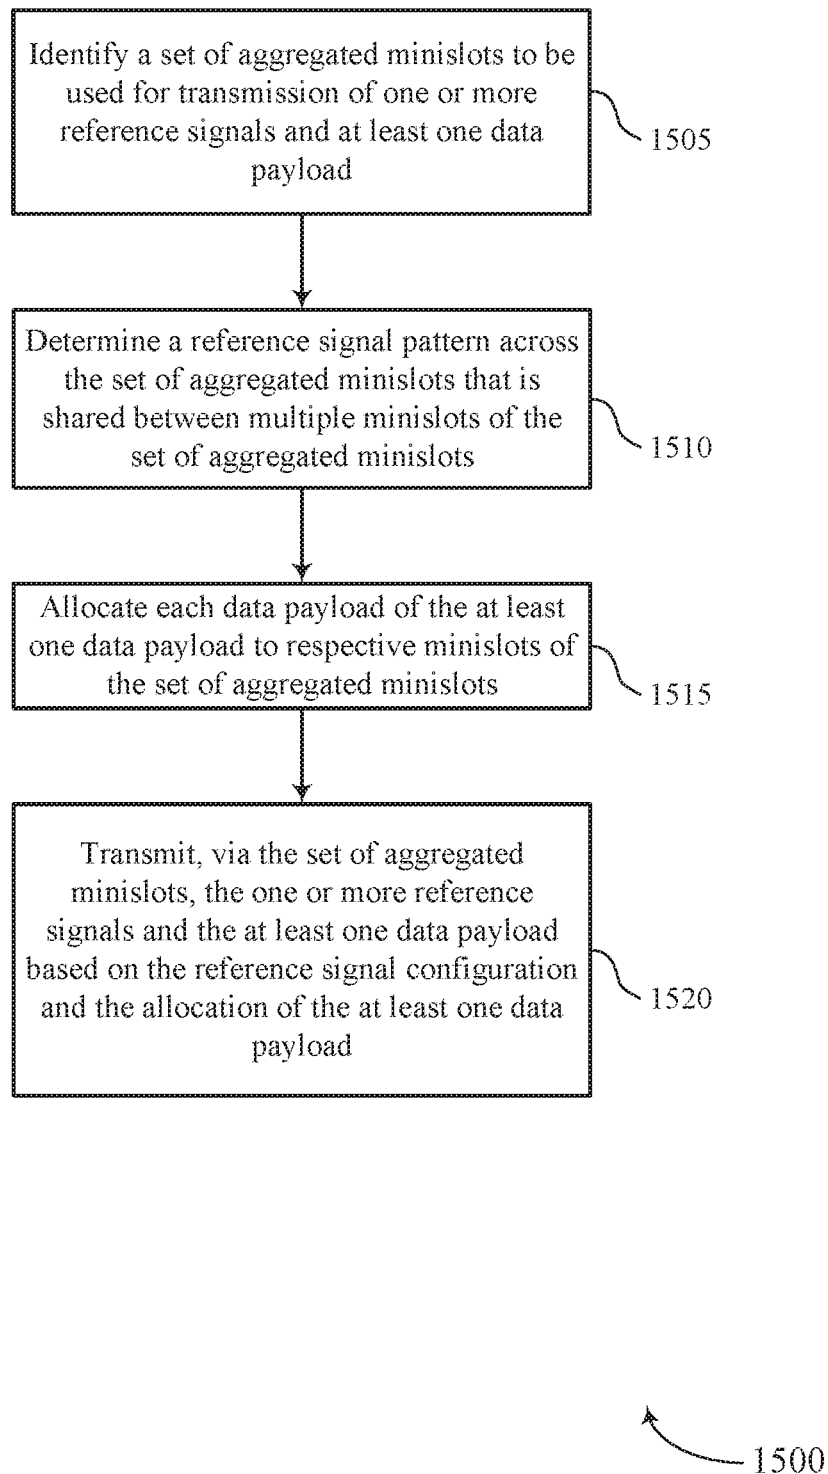 Identify a set of aggregated minislots to be
used for transmission of one or more
reference signals and at least one data
payload
1505
Determine a reference signal pattern across
the set of aggregated minislots that is
shared between multiple minislots of the
set of aggregated minislots
1510
Allocate each data payload of the at least
one data payload to respective minislots of
the set of aggregated minislots
1515
Transmit, via the set of aggregated
minislots, the one or more reference
signals and the at least one data payload
based on the reference signal configuration
and the allocation of the at least one data
payload
1520
1500